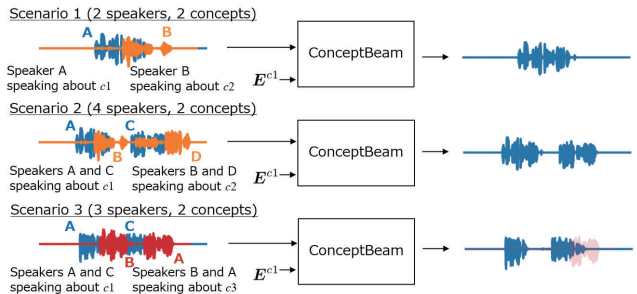 Scenario 1 (2 speakers, 2 concepts)
A
B
Speaker A
speaking about c1
Speaker B
speaking about c2
E^c1
ConceptBeam
Scenario 2 (4 speakers, 2 concepts)
A
C
B
D
Speakers A and C
speaking about c1
Speakers B and D
speaking about c2
E^c1
ConceptBeam
Scenario 3 (3 speakers, 2 concepts)
A
C
B
A
Speakers A and C
speaking about c1
Speakers B and A
speaking about c3
E^c1
ConceptBeam